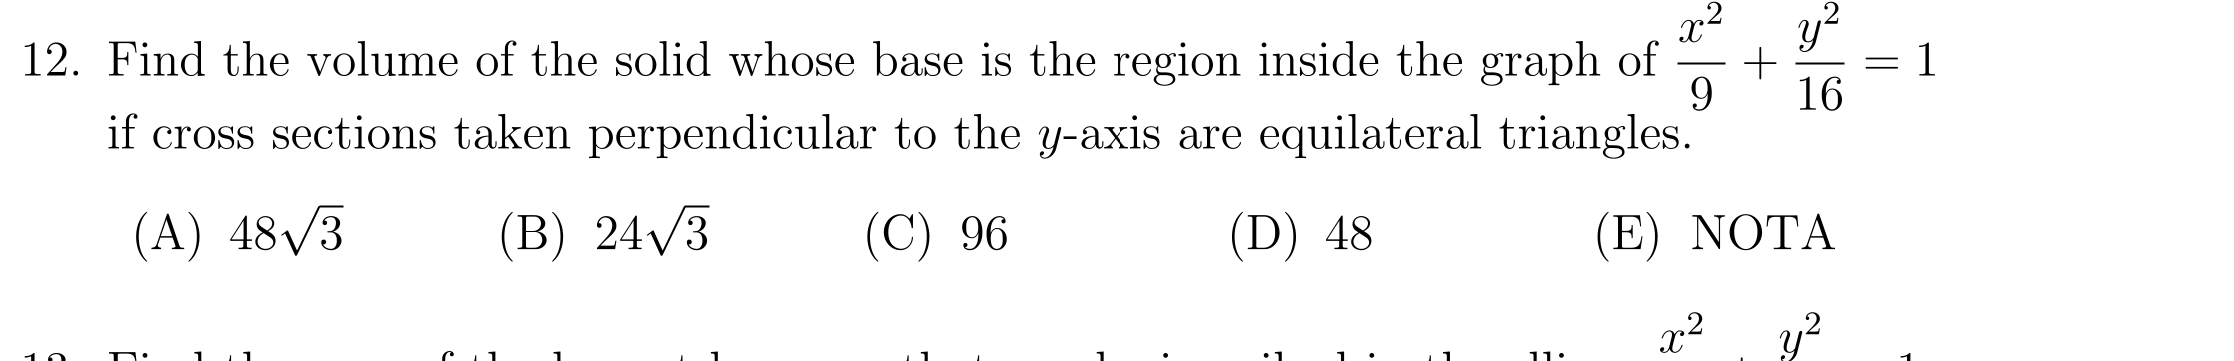 12. Find the volume of the solid whose base is the region inside the graph of x²/9 + y²/16 = 1
if cross sections taken perpendicular to the y-axis are equilateral triangles.
(A) 48√3 (B) 24√3 (C) 96 (D) 48 (E) NOTA
x² y²